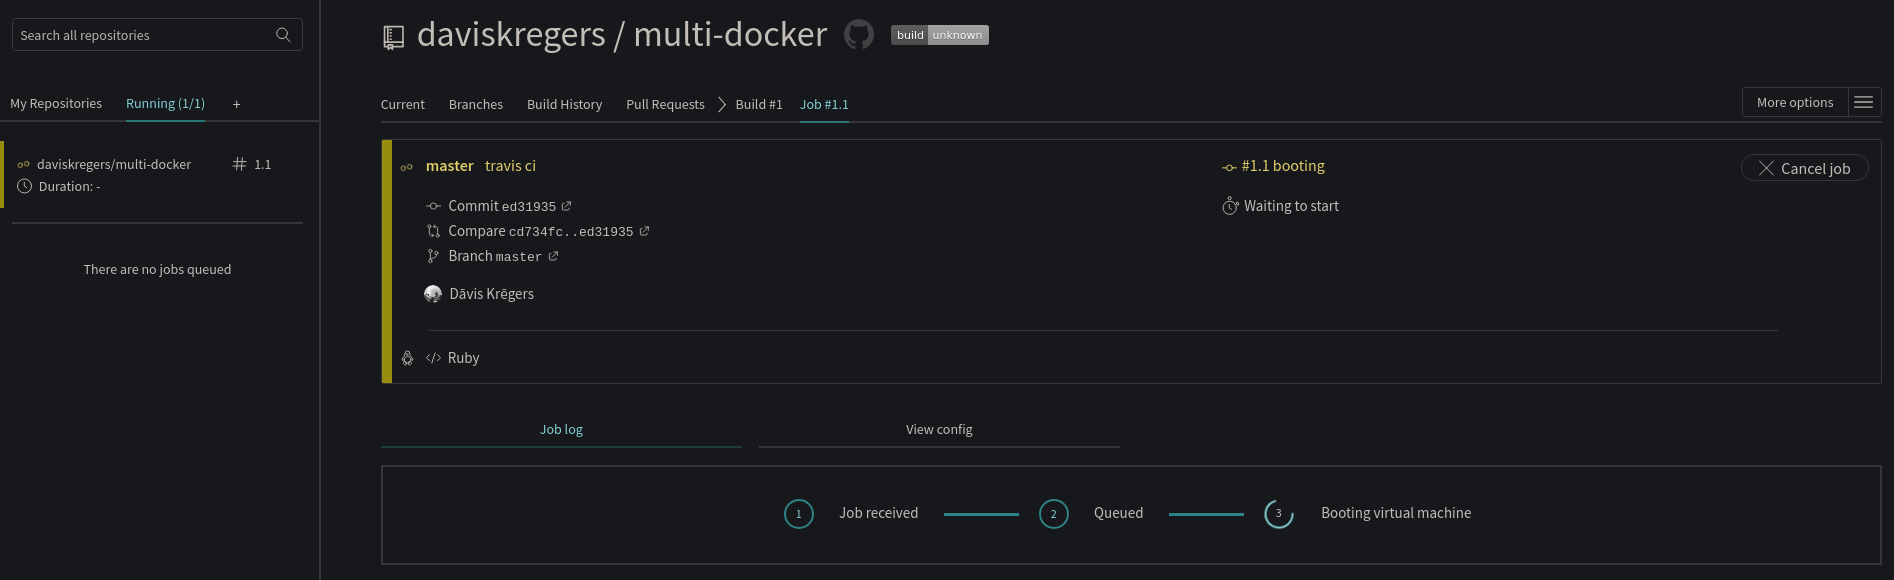 Search all repositories
My Repositories Running (1/1) +
daviskregers/multi-docker # 1.1
Duration: -
There are no jobs queued
daviskregers / multi-docker build unknown
Current Branches Build History Pull Requests Build #1 Job #1.1 More options
master travis ci #1.1 booting Cancel job
Commit ed31935 Waiting to start
Compare cd734fc..ed31935
Branch master
Dāvis Krēgers
</> Ruby
Job log View config
1 Job received 2 Queued 3 Booting virtual machine